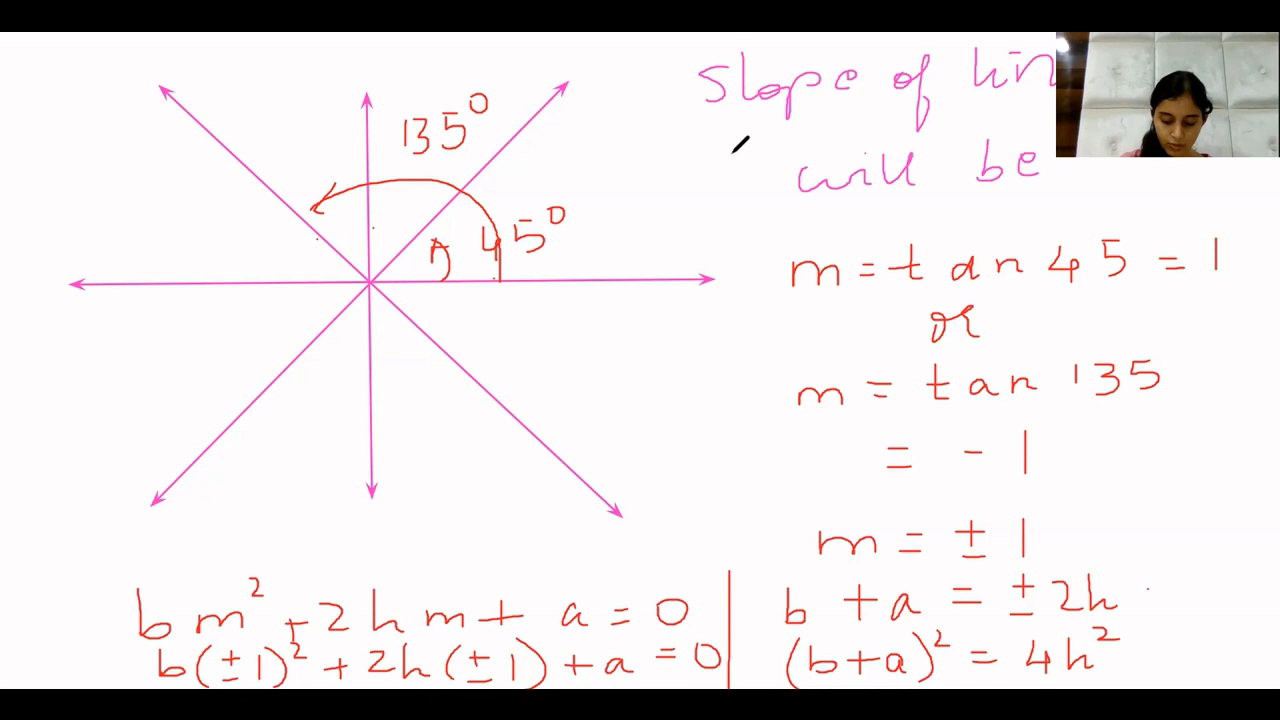 135°
45°
slope of
will be
m = tan 45 = 1
or
m = tan 135
= - 1
m = ± 1
bm² + 2hm + a = 0
b(±1)² + 2h(±1) + a = 0
b + a = ± 2h
(b+a)² = 4h²